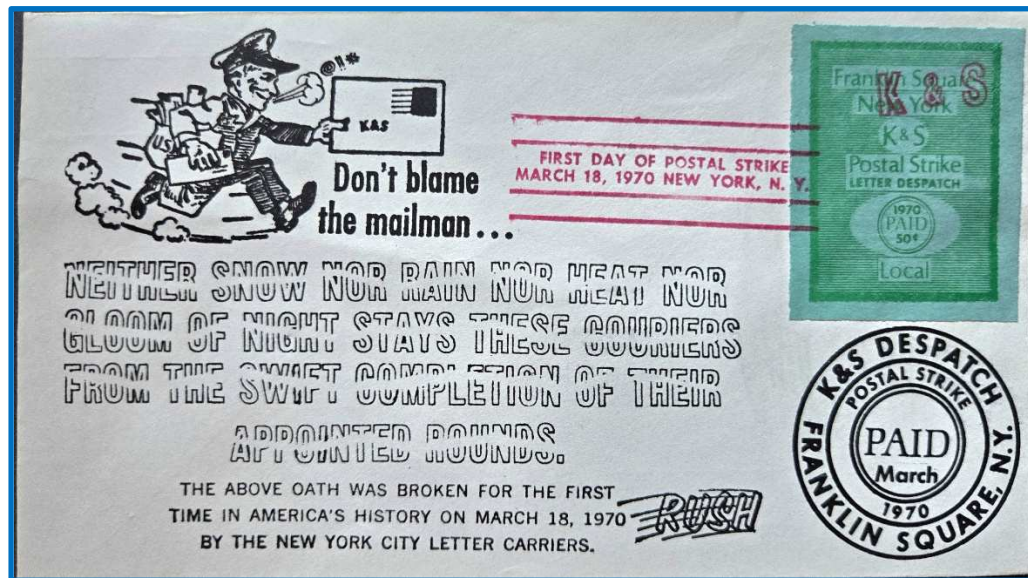 @!!*
U.S.
K&S
Don't blame
the mailman...
FIRST DAY OF POSTAL STRIKE
MARCH 18, 1970 NEW YORK, N. Y.
K & S
Franklin Square
New York
K&S
Postal Strike
LETTER DESPATCH
1970
PAID
50¢
Local
NEITHER SNOW NOR RAIN NOR HEAT NOR
GLOOM OF NIGHT STAYS THESE COURIERS
FROM THE SWIFT COMPLETION OF THEIR
APPOINTED ROUNDS.
THE ABOVE OATH WAS BROKEN FOR THE FIRST
TIME IN AMERICA'S HISTORY ON MARCH 18, 1970
BY THE NEW YORK CITY LETTER CARRIERS.
RUSH
K&S DESPATCH
POSTAL STRIKE
PAID
March
1970
FRANKLIN SQUARE, N.Y.